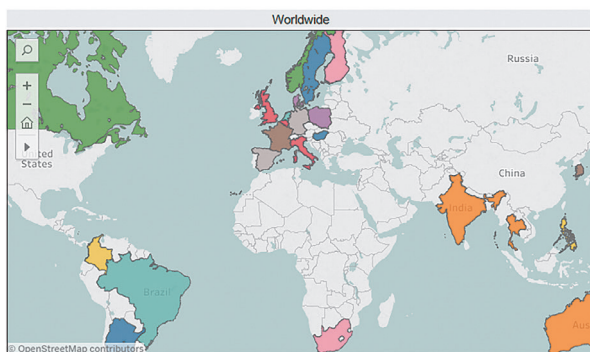 Worldwide
Russia
United
States
China
India
Brazil
Aus
© OpenStreetMap contributors